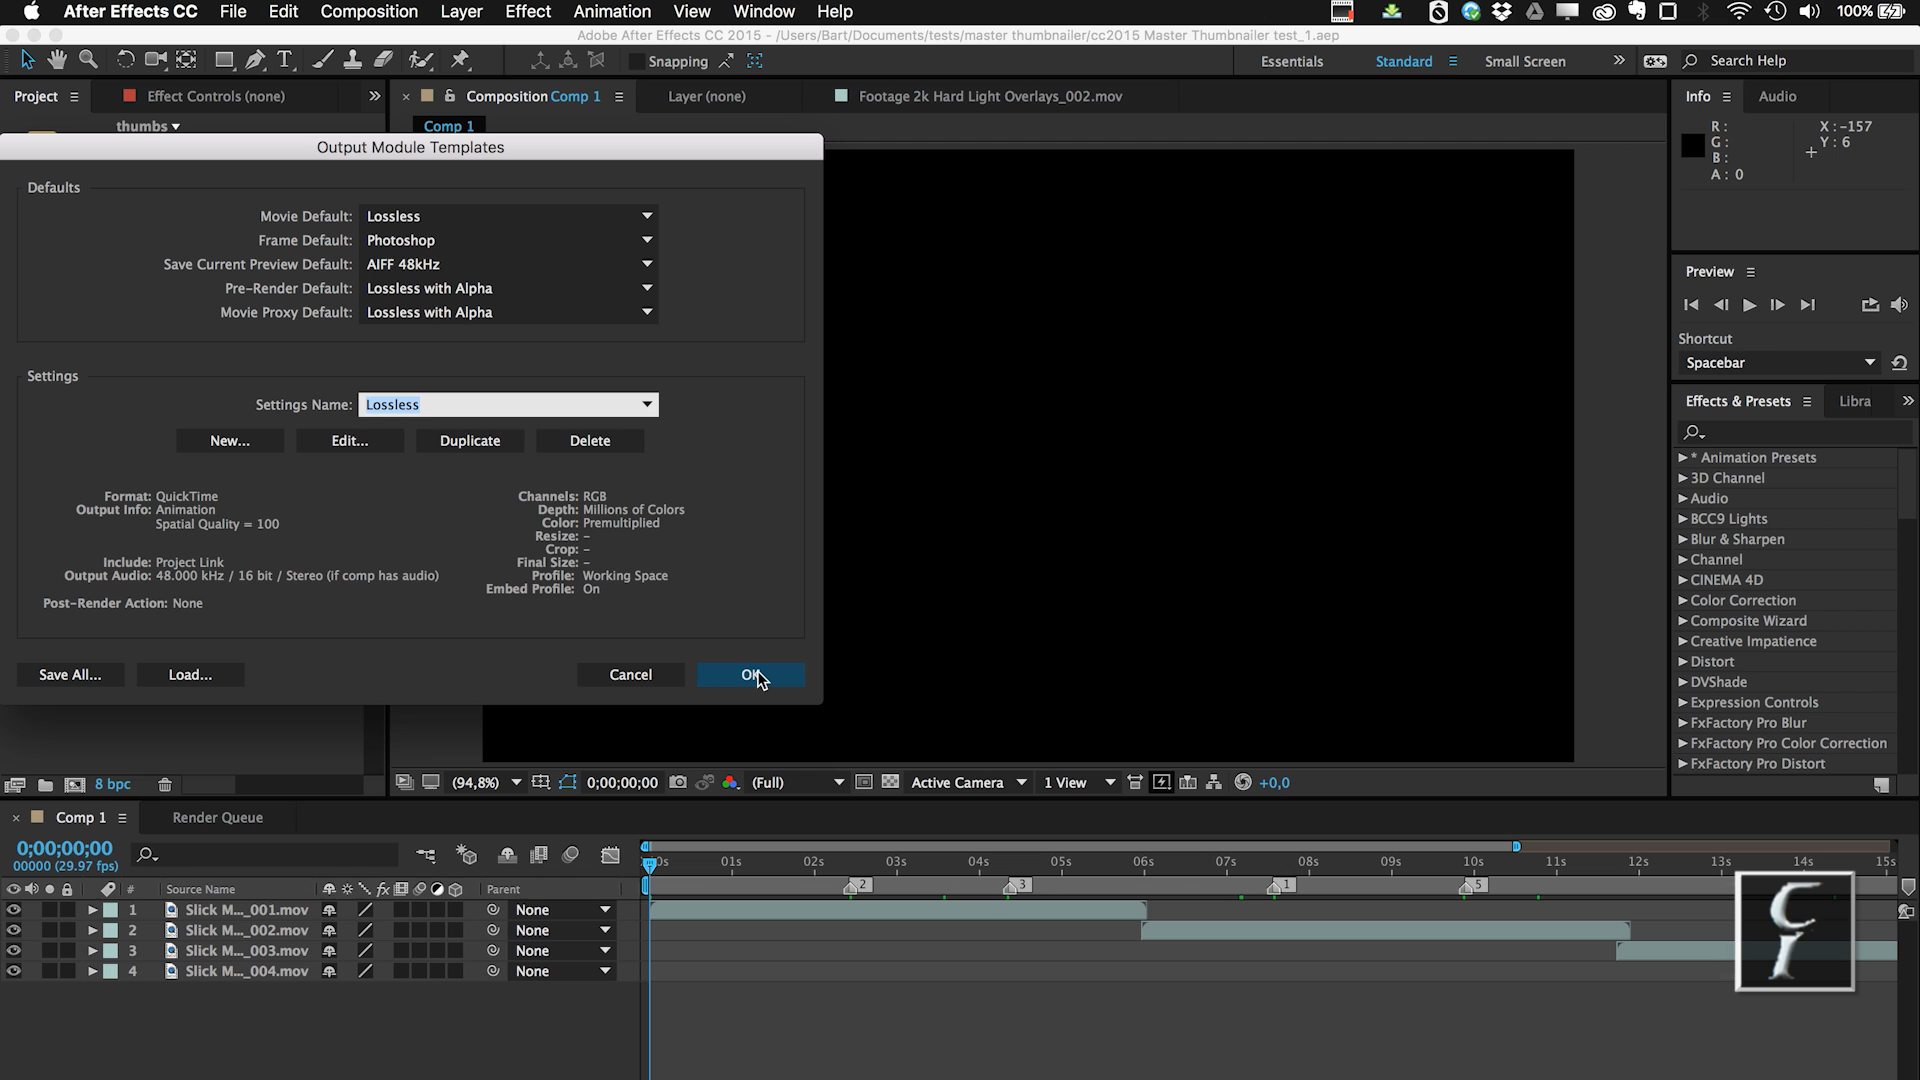 After Effects CC File Edit Composition Layer Effect Animation View Window Help 100%
Adobe After Effects CC 2015 - /Users/Bart/Documents/tests/master thumbnailer/cc2015 Master Thumbnailer test_1.aep
Snapping Essentials Standard Small Screen Search Help
Project Effect Controls (none) Composition Comp 1 Layer (none) Footage 2k Hard Light Overlays_002.mov Info Audio
thumbs Comp 1
R: X: -157
G: Y: 6
B:
A: 0
Output Module Templates
Defaults
Movie Default: Lossless
Frame Default: Photoshop
Save Current Preview Default: AIFF 48kHz
Pre-Render Default: Lossless with Alpha
Movie Proxy Default: Lossless with Alpha
Settings
Settings Name: Lossless
New... Edit... Duplicate Delete
Format: QuickTime
Output Info: Animation
Spatial Quality = 100
Include: Project Link
Output Audio: 48.000 kHz / 16 bit / Stereo (if comp has audio)
Post-Render Action: None
Channels: RGB
Depth: Millions of Colors
Color: Premultiplied
Resize: -
Crop: -
Final Size: -
Profile: Working Space
Embed Profile: On
Save All... Load... Cancel OK
Preview
Shortcut
Spacebar
Effects & Presets Libra
* Animation Presets
3D Channel
Audio
BCC9 Lights
Blur & Sharpen
Channel
CINEMA 4D
Color Correction
Composite Wizard
Creative Impatience
Distort
DVShade
Expression Controls
FxFactory Pro Blur
FxFactory Pro Color Correction
FxFactory Pro Distort
8 bpc (94,8%) 0;00;00;00 (Full) Active Camera 1 View +0,0
Comp 1 Render Queue
0;00;00;00
00000 (29.97 fps)
0s 01s 02s 03s 04s 05s 06s 07s 08s 09s 10s 11s 12s 13s 14s 15s
# Source Name fx Parent 2 3 1 5
1 Slick M..._001.mov None
2 Slick M..._002.mov None
3 Slick M..._003.mov None
4 Slick M..._004.mov None
CI